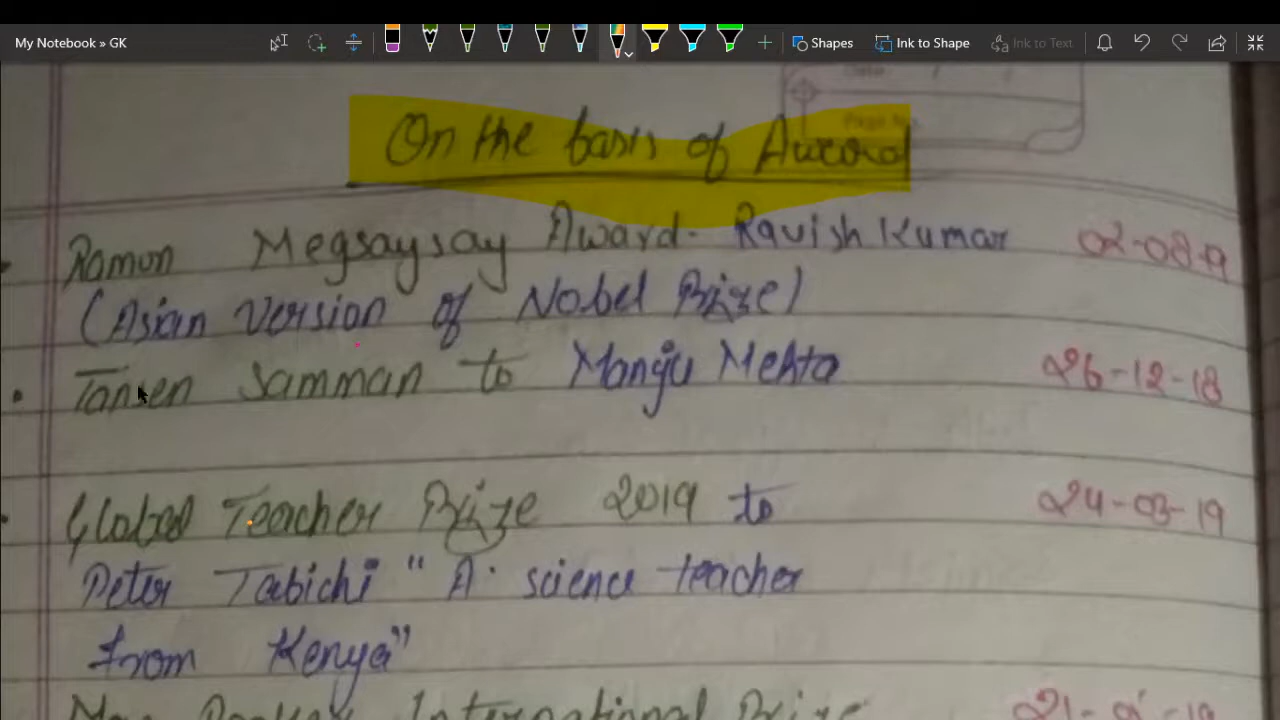 My Notebook » GK
Shapes
Ink to Shape
Ink to Text
On the basis of Award
Ramon Megsaysay Award - Ravish Kumar 02-08-19
(Asian Version of Nobel Prize)
Tansen Samman to Manju Mehta 26-12-18
Global Teacher Prize 2019 to 24-03-19
Peter Tabichi " A. science teacher
from Kenya"
International Prize